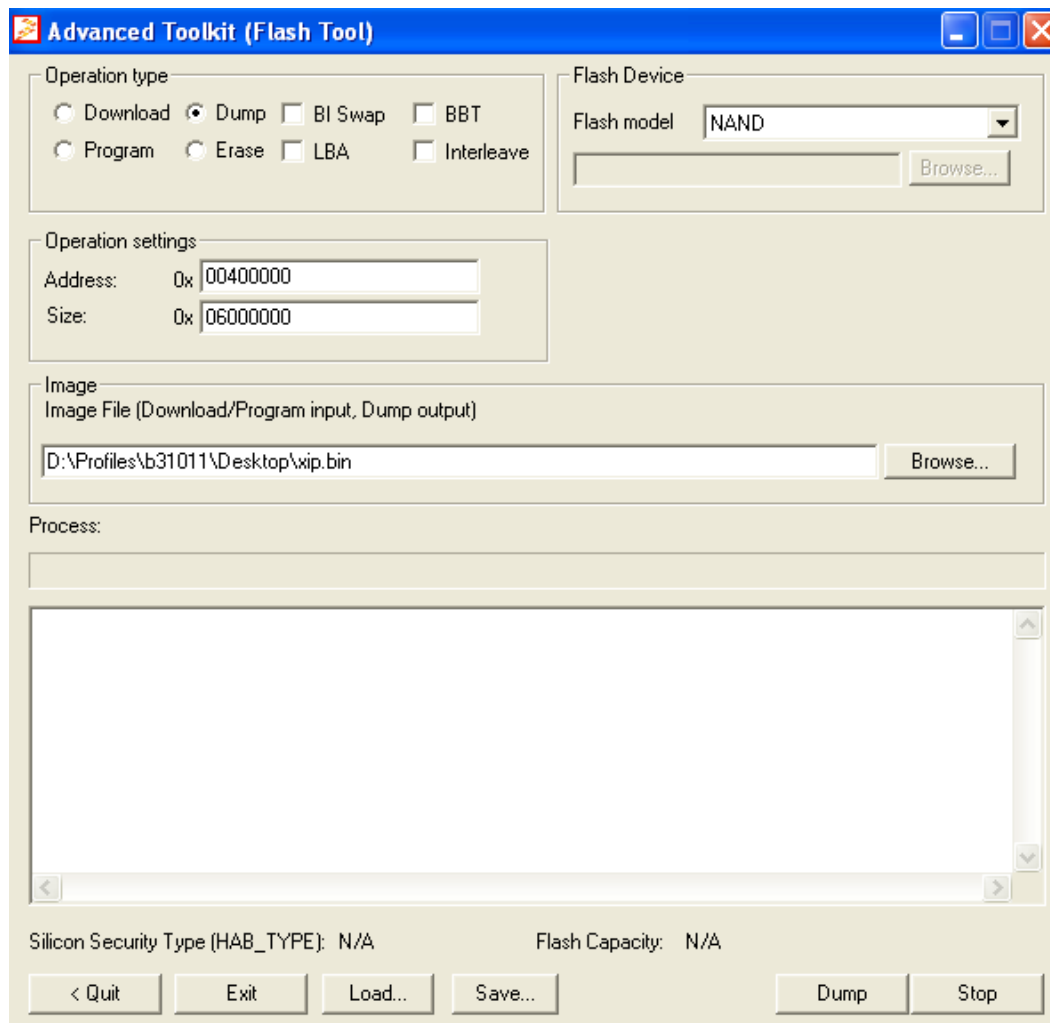 Advanced Toolkit (Flash Tool)
Operation type
Download Dump BI Swap BBT
Program Erase LBA Interleave
Flash Device
Flash model NAND
Browse...
Operation settings
Address: 0x 00400000
Size: 0x 06000000
Image
Image File (Download/Program input, Dump output)
D:\Profiles\b31011\Desktop\xip.bin Browse...
Process:
Silicon Security Type (HAB_TYPE): N/A Flash Capacity: N/A
< Quit Exit Load... Save... Dump Stop